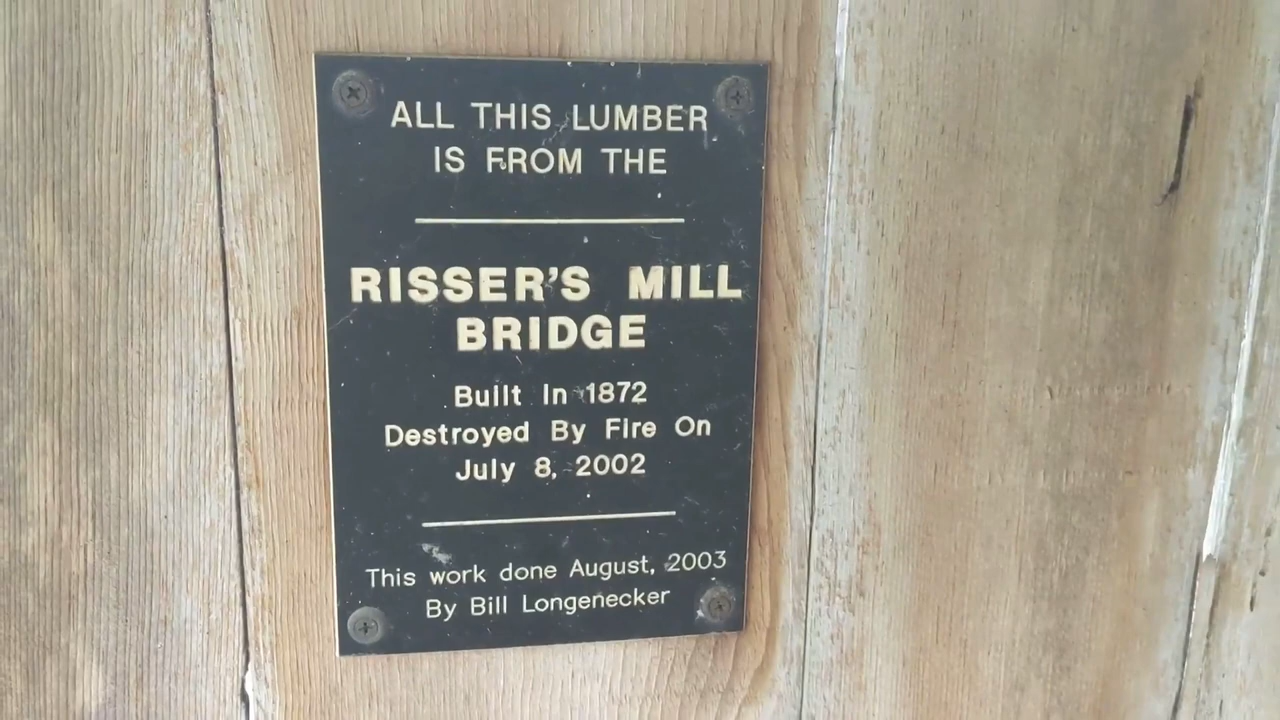 ALL THIS LUMBER
IS FROM THE
RISSER'S MILL
BRIDGE
Built In 1872
Destroyed By Fire On
July 8, 2002
This work done August, 2003
By Bill Longenecker